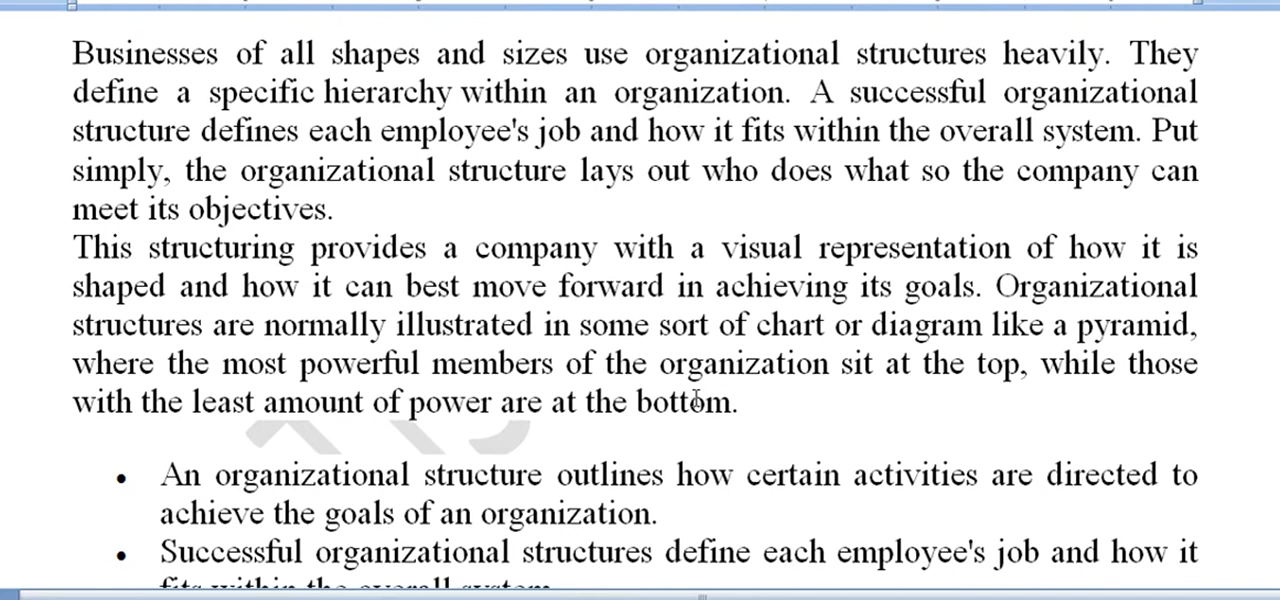 Businesses of all shapes and sizes use organizational structures heavily. They
define a specific hierarchy within an organization. A successful organizational
structure defines each employee's job and how it fits within the overall system. Put
simply, the organizational structure lays out who does what so the company can
meet its objectives.
This structuring provides a company with a visual representation of how it is
shaped and how it can best move forward in achieving its goals. Organizational
structures are normally illustrated in some sort of chart or diagram like a pyramid,
where the most powerful members of the organization sit at the top, while those
with the least amount of power are at the bottom.
• An organizational structure outlines how certain activities are directed to
achieve the goals of an organization.
• Successful organizational structures define each employee's job and how it
fits within the overall system.